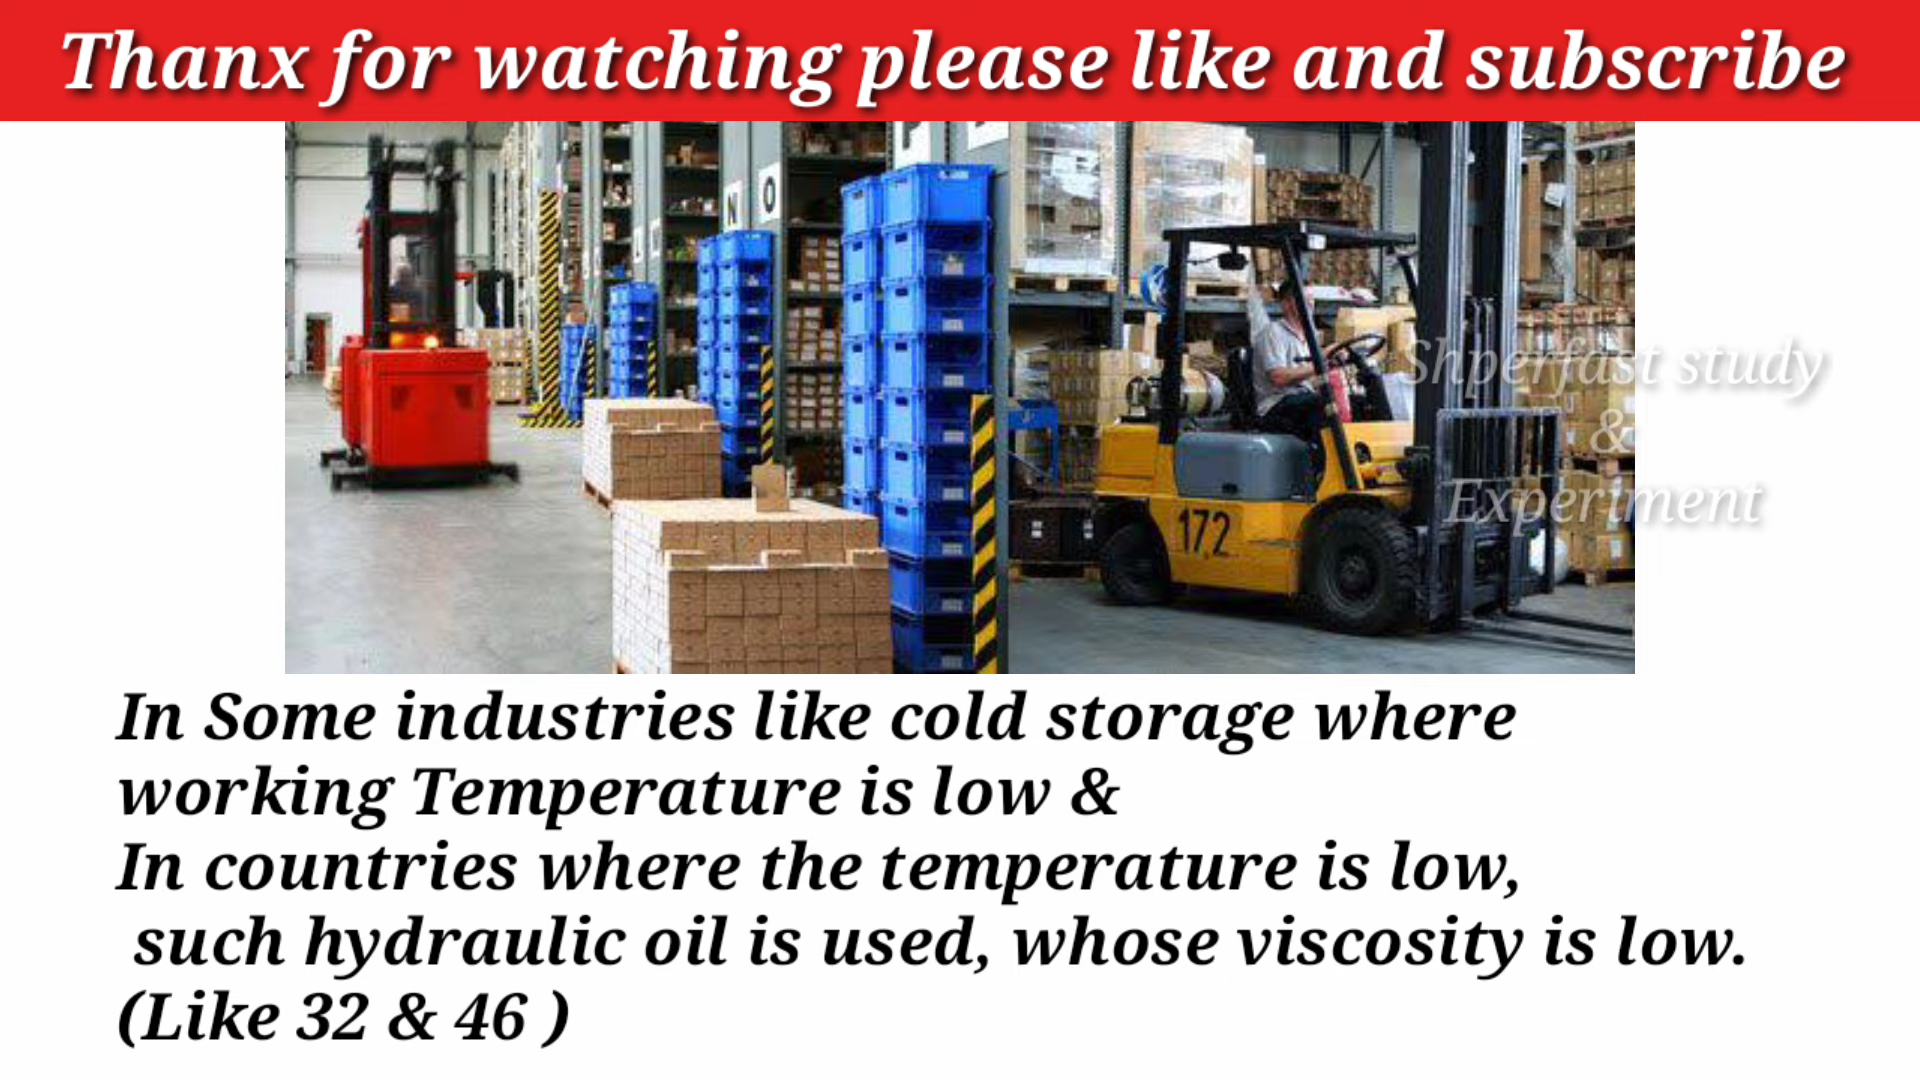 Thanx for watching please like and subscribe
N
O
Shperfast study
&
Experiment
172
In Some industries like cold storage where
working Temperature is low &
In countries where the temperature is low,
such hydraulic oil is used, whose viscosity is low.
(Like 32 & 46 )